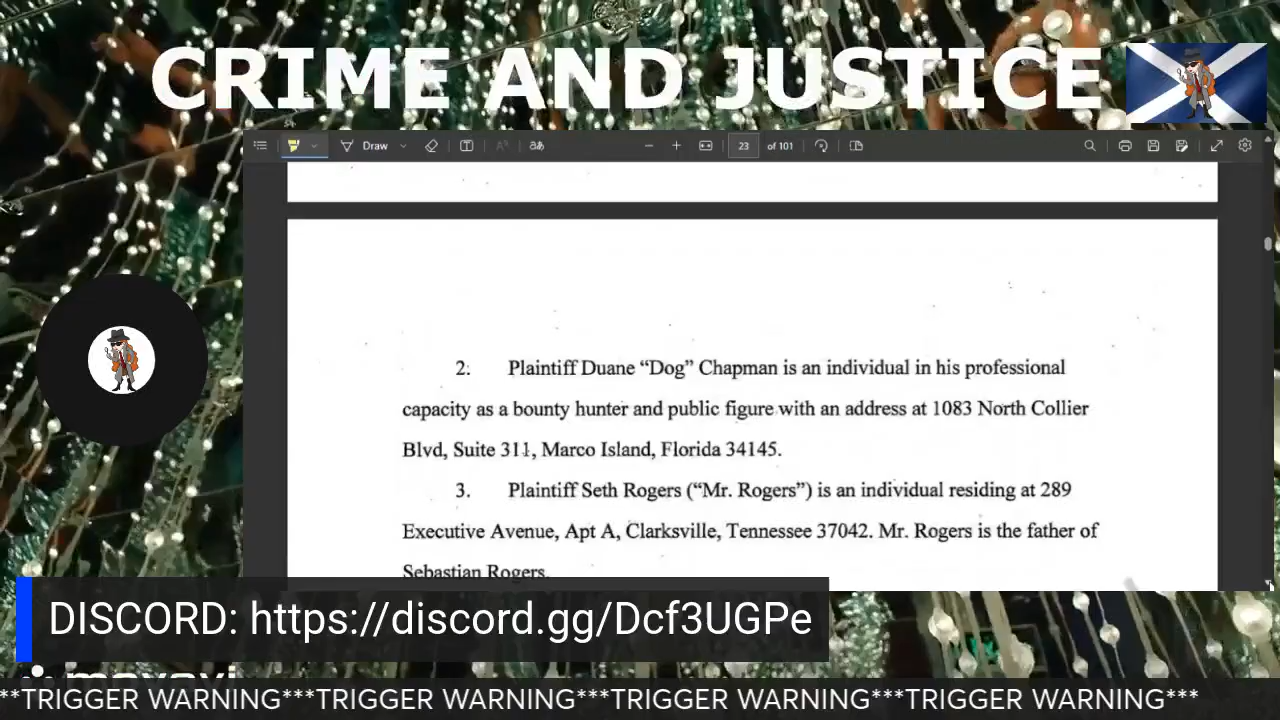 CRIME AND JUSTICE
Draw
23 of 101
2. Plaintiff Duane “Dog” Chapman is an individual in his professional
capacity as a bounty hunter and public figure with an address at 1083 North Collier
Blvd, Suite 311, Marco Island, Florida 34145.
3. Plaintiff Seth Rogers (“Mr. Rogers”) is an individual residing at 289
Executive Avenue, Apt A, Clarksville, Tennessee 37042. Mr. Rogers is the father of
Sebastian Rogers.
DISCORD: https://discord.gg/Dcf3UGPe
**TRIGGER WARNING***TRIGGER WARNING***TRIGGER WARNING***TRIGGER WARNING***